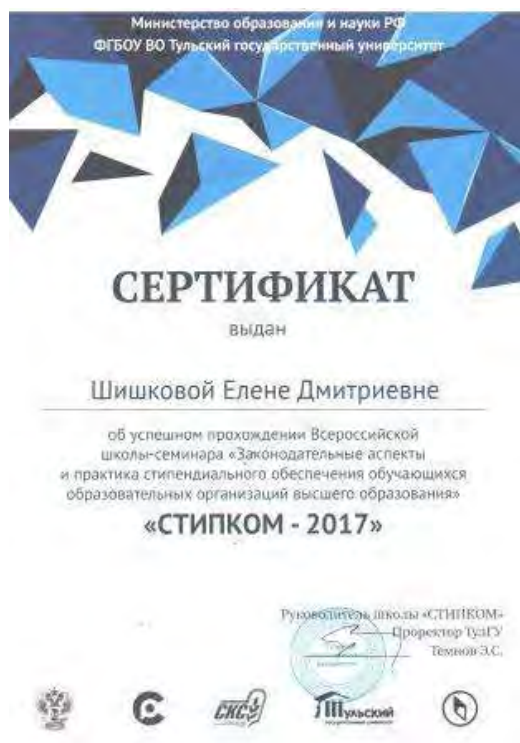 Министерство образования и науки РФ
ФГБОУ ВО Тульский государственный университет
СЕРТИФИКАТ
выдан
Шишковой Елене Дмитриевне
об успешном прохождении Всероссийской
школы-семинара «Законодательные аспекты
и практика стипендиального обеспечения обучающихся
образовательных организаций высшего образования»
«СТИПКОМ - 2017»
Руководитель школы «СТИПКОМ»
Проректор ТулГУ
Темнов Э.С.
СКС
Тульский